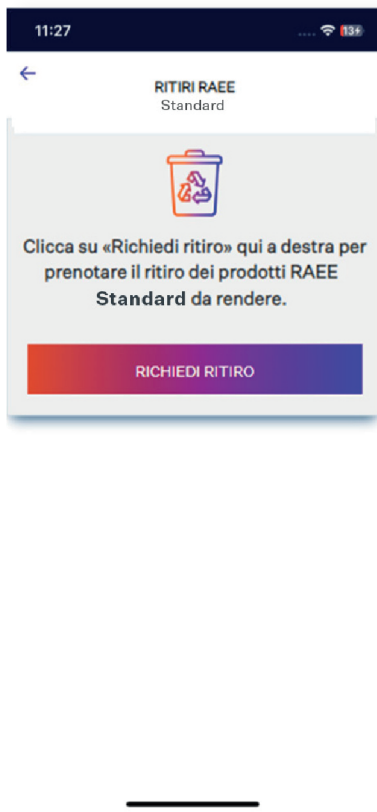 11:27
13+
RITIRI RAEE
Standard
Clicca su «Richiedi ritiro» qui a destra per
prenotare il ritiro dei prodotti RAEE
Standard da rendere.
RICHIEDI RITIRO